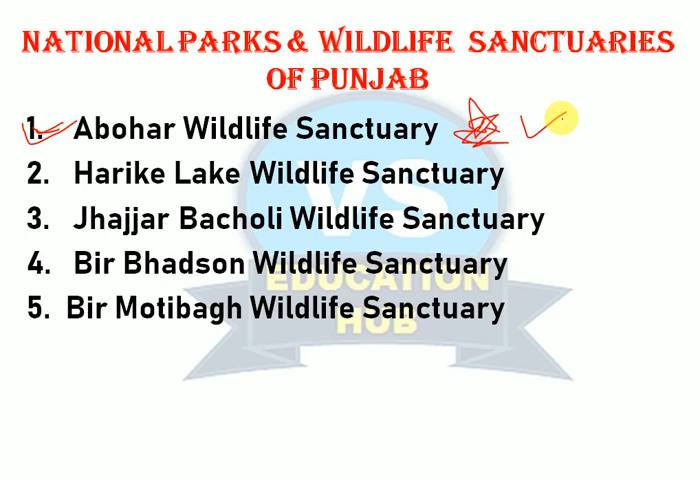 NATIONAL PARKS & WILDLIFE SANCTUARIES
OF PUNJAB
1. Abohar Wildlife Sanctuary
2. Harike Lake Wildlife Sanctuary
3. Jhajjar Bacholi Wildlife Sanctuary
4. Bir Bhadson Wildlife Sanctuary
5. Bir Motibagh Wildlife Sanctuary
VS
EDUCATION
HUB